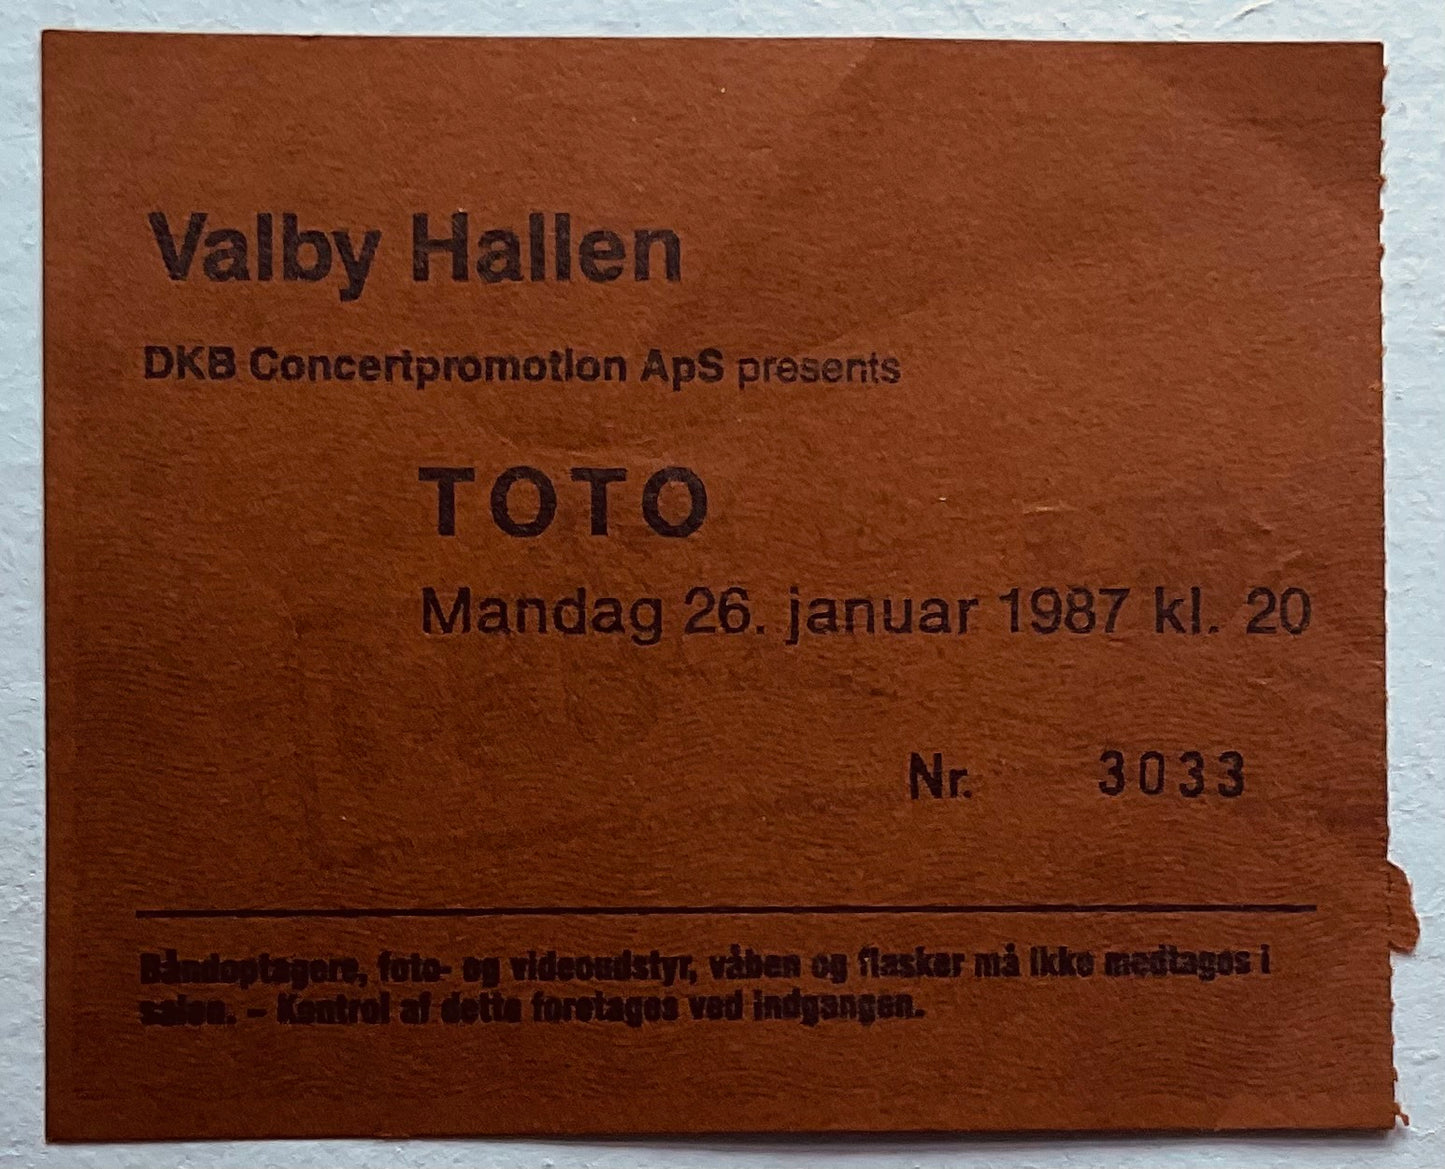 Valby Hallen
DKB Concertpromotion ApS presents
TOTO
Mandag 26. januar 1987 kl. 20
Nr. 3033
Båndoptagere, foto- og videoudstyr, våben og flasker må ikke medtages i
salen. – Kontrol af dette foretages ved indgangen.